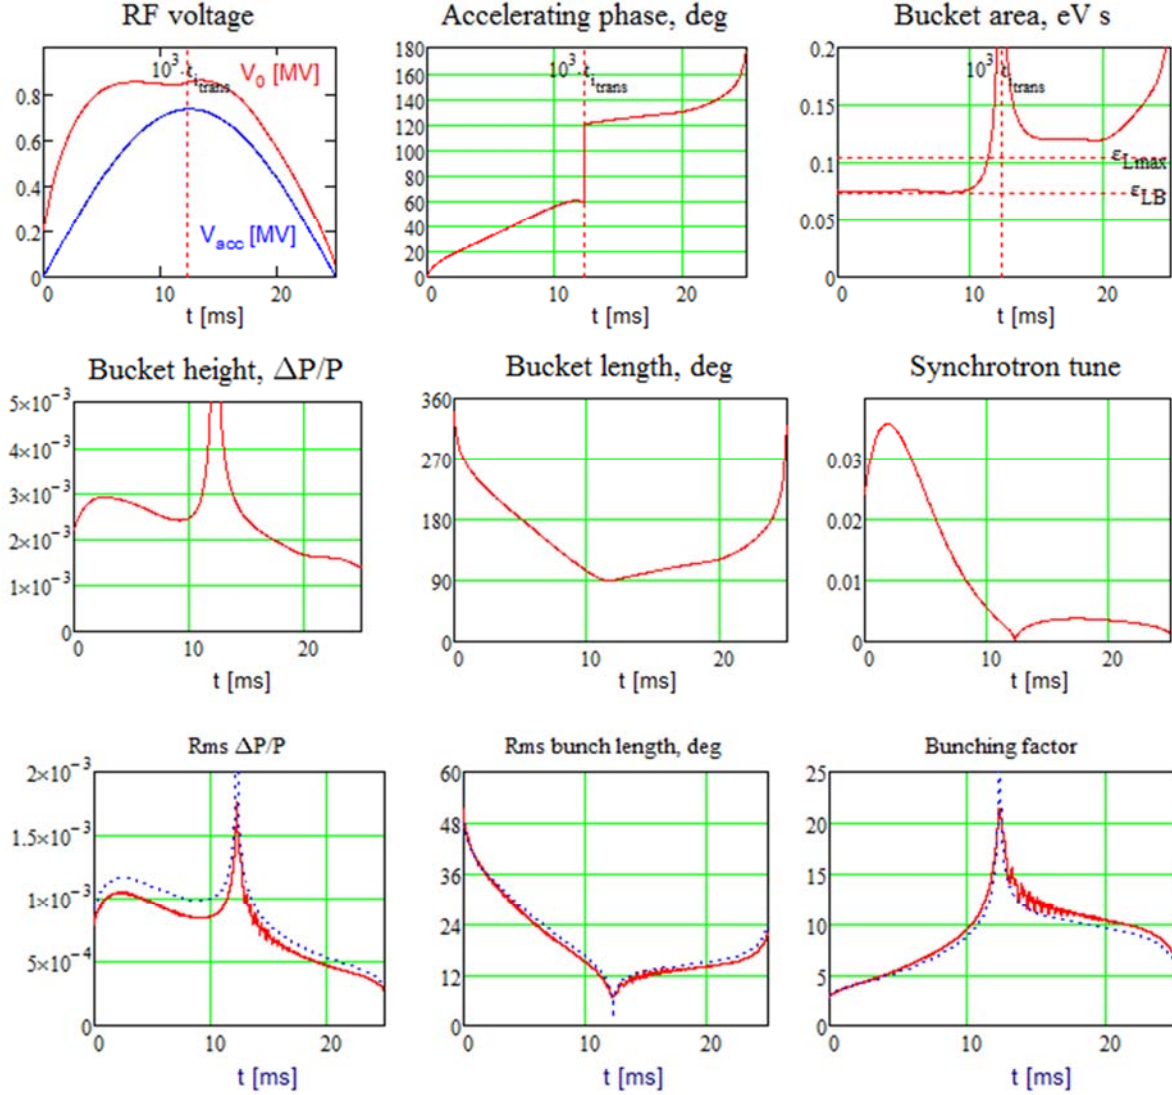 RF voltage
10³·t_i_trans
V₀ [MV]
V_acc [MV]
0.8
0.6
0.4
0.2
0
0 10 20
t [ms]
Accelerating phase, deg
10³·t_i_trans
180
160
140
120
100
80
60
40
20
0
0 10 20
t [ms]
Bucket area, eV s
10³·t_i_trans
ε_Lmax
ε_LB
0.2
0.15
0.1
0.05
0
0 10 20
t [ms]
Bucket height, ΔP/P
5×10⁻³
4×10⁻³
3×10⁻³
2×10⁻³
1×10⁻³
0
0 10 20
t [ms]
Bucket length, deg
360
270
180
90
0
0 10 20
t [ms]
Synchrotron tune
0.03
0.02
0.01
0
0 10 20
t [ms]
Rms ΔP/P
2×10⁻³
1.5×10⁻³
1×10⁻³
5×10⁻⁴
0
0 10 20
t [ms]
Rms bunch length, deg
60
48
36
24
12
0
0 10 20
t [ms]
Bunching factor
25
20
15
10
5
0
0 10 20
t [ms]